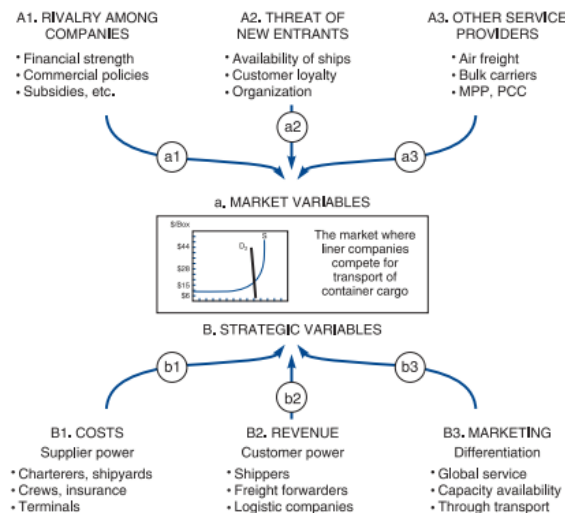 A1. RIVALRY AMONG
COMPANIES
• Financial strength
• Commercial policies
• Subsidies, etc.
A2. THREAT OF
NEW ENTRANTS
• Availability of ships
• Customer loyalty
• Organization
A3. OTHER SERVICE
PROVIDERS
• Air freight
• Bulk carriers
• MPP, PCC
a1
a2
a3
a. MARKET VARIABLES
$/Box
$44
$28
$15
$6
D2
S
The market where
liner companies
compete for
transport of
container cargo
B. STRATEGIC VARIABLES
b1
b2
b3
B1. COSTS
Supplier power
• Charterers, shipyards
• Crews, insurance
• Terminals
B2. REVENUE
Customer power
• Shippers
• Freight forwarders
• Logistic companies
B3. MARKETING
Differentiation
• Global service
• Capacity availability
• Through transport